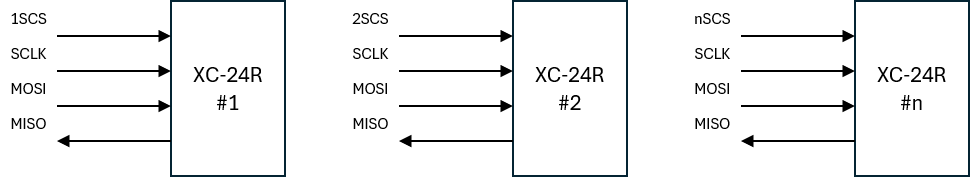 1SCS
SCLK
MOSI
MISO
XC-24R
#1
2SCS
SCLK
MOSI
MISO
XC-24R
#2
nSCS
SCLK
MOSI
MISO
XC-24R
#n